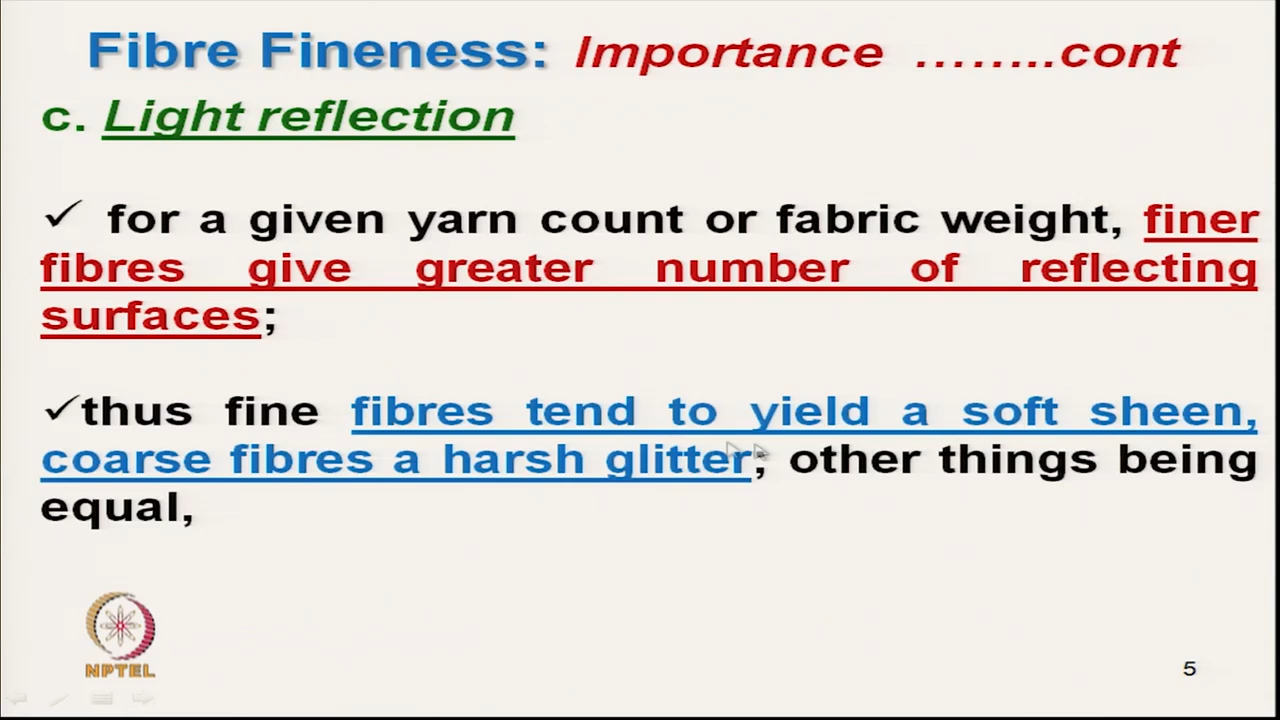 Fibre Fineness: Importance ……..cont
c. Light reflection
✓ for a given yarn count or fabric weight, finer
fibres give greater number of reflecting
surfaces;
✓thus fine fibres tend to yield a soft sheen,
coarse fibres a harsh glitter; other things being
equal,
NPTEL
5